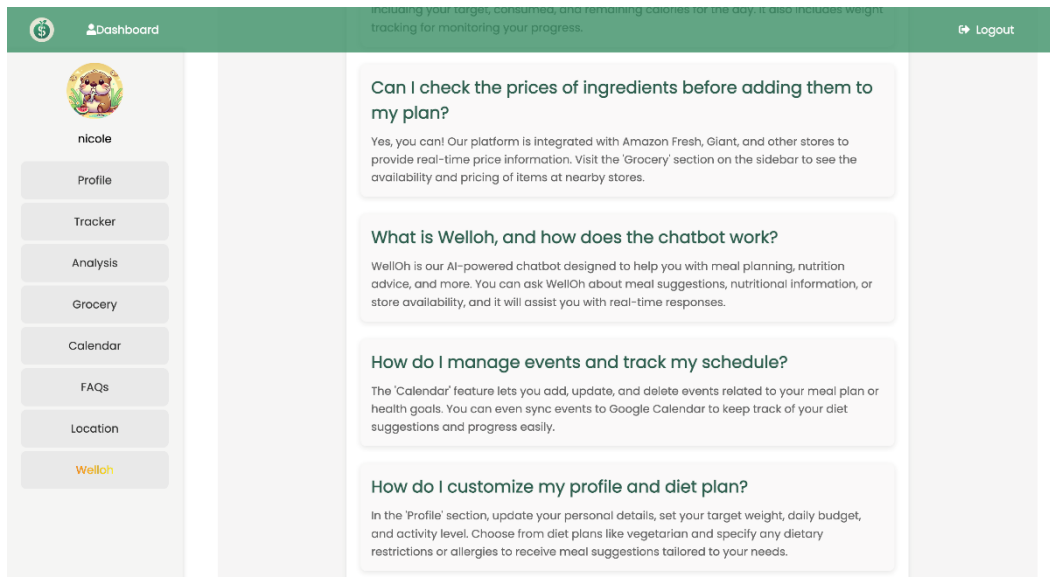 including your target, consumed, and remaining calories for the day. It also includes weight
tracking for monitoring your progress.
$
Dashboard
Logout
nicole
Profile
Tracker
Analysis
Grocery
Calendar
FAQs
Location
Welloh
Can I check the prices of ingredients before adding them to
my plan?
Yes, you can! Our platform is integrated with Amazon Fresh, Giant, and other stores to
provide real-time price information. Visit the 'Grocery' section on the sidebar to see the
availability and pricing of items at nearby stores.
What is Welloh, and how does the chatbot work?
WellOh is our AI-powered chatbot designed to help you with meal planning, nutrition
advice, and more. You can ask WellOh about meal suggestions, nutritional information, or
store availability, and it will assist you with real-time responses.
How do I manage events and track my schedule?
The 'Calendar' feature lets you add, update, and delete events related to your meal plan or
health goals. You can even sync events to Google Calendar to keep track of your diet
suggestions and progress easily.
How do I customize my profile and diet plan?
In the 'Profile' section, update your personal details, set your target weight, daily budget,
and activity level. Choose from diet plans like vegetarian and specify any dietary
restrictions or allergies to receive meal suggestions tailored to your needs.